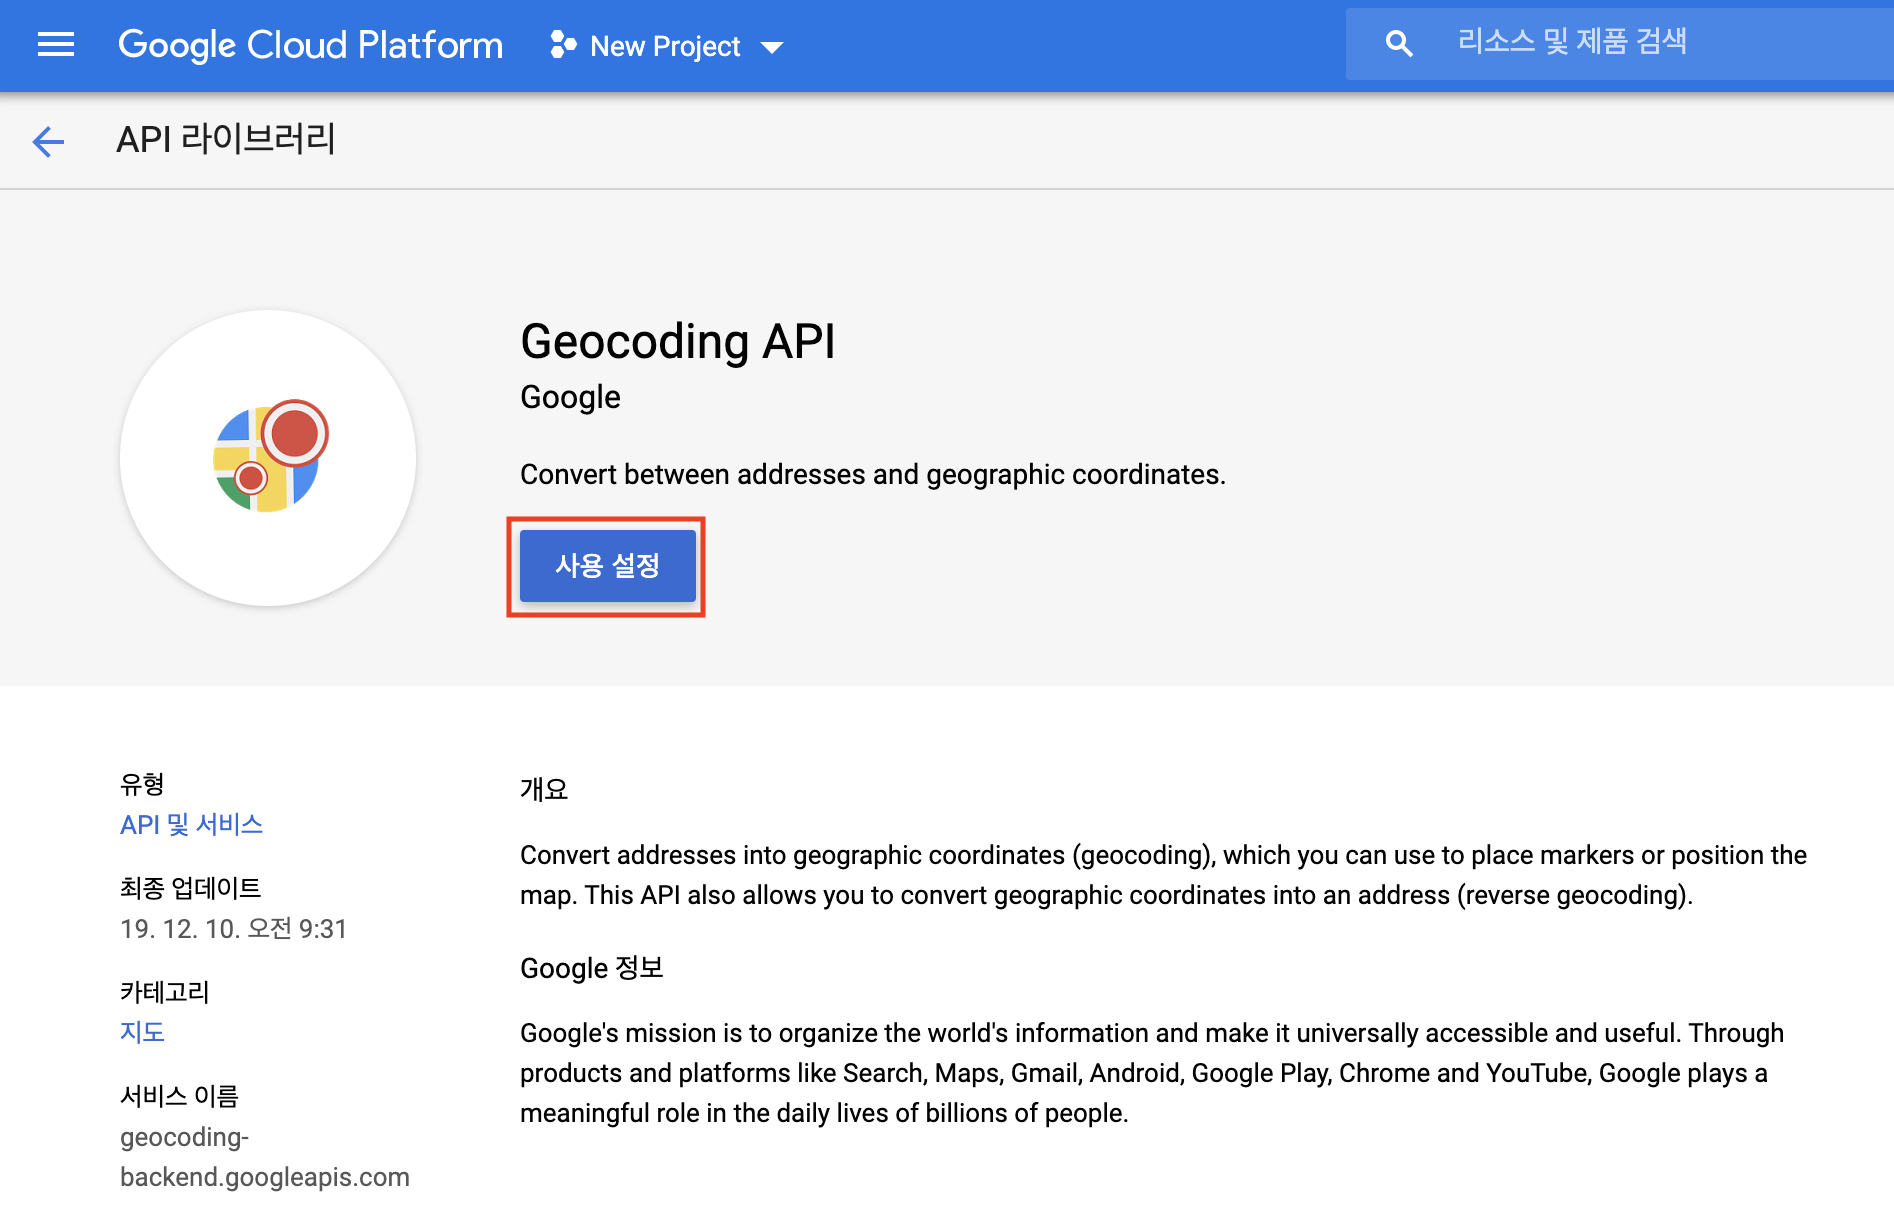 Google Cloud Platform
New Project
리소스 및 제품 검색
API 라이브러리
Geocoding API
Google
Convert between addresses and geographic coordinates.
사용 설정
유형
API 및 서비스
최종 업데이트
19. 12. 10. 오전 9:31
카테고리
지도
서비스 이름
geocoding-
backend.googleapis.com
개요
Convert addresses into geographic coordinates (geocoding), which you can use to place markers or position the
map. This API also allows you to convert geographic coordinates into an address (reverse geocoding).
Google 정보
Google's mission is to organize the world's information and make it universally accessible and useful. Through
products and platforms like Search, Maps, Gmail, Android, Google Play, Chrome and YouTube, Google plays a
meaningful role in the daily lives of billions of people.